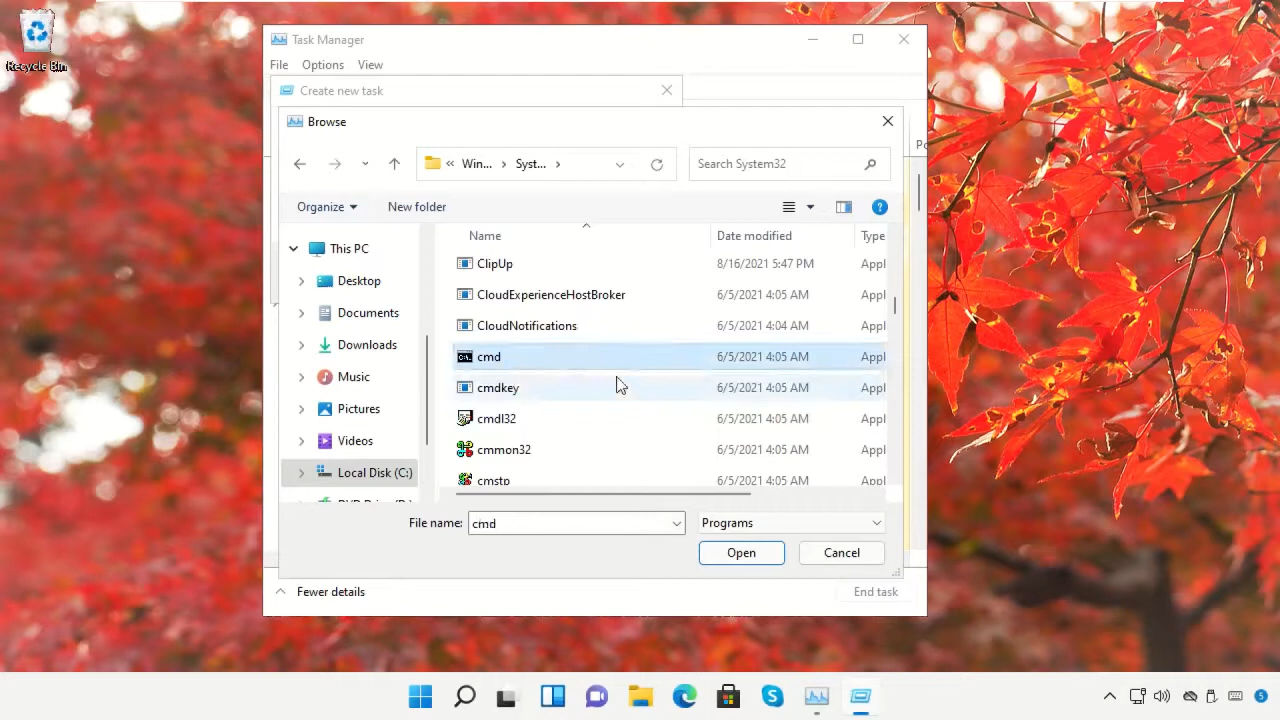 Recycle Bin
Task Manager
File Options View
Create new task
Browse
« Win... Syst...
Search System32
Organize New folder
Name Date modified Type
This PC
Desktop
Documents
Downloads
Music
Pictures
Videos
Local Disk (C:)
ClipUp 8/16/2021 5:47 PM Appl
CloudExperienceHostBroker 6/5/2021 4:05 AM Appl
CloudNotifications 6/5/2021 4:04 AM Appl
cmd 6/5/2021 4:05 AM Appl
cmdkey 6/5/2021 4:05 AM Appl
cmdl32 6/5/2021 4:05 AM Appl
cmmon32 6/5/2021 4:05 AM Appl
cmstp 6/5/2021 4:05 AM Appl
File name: cmd Programs
Open Cancel
Fewer details End task
5